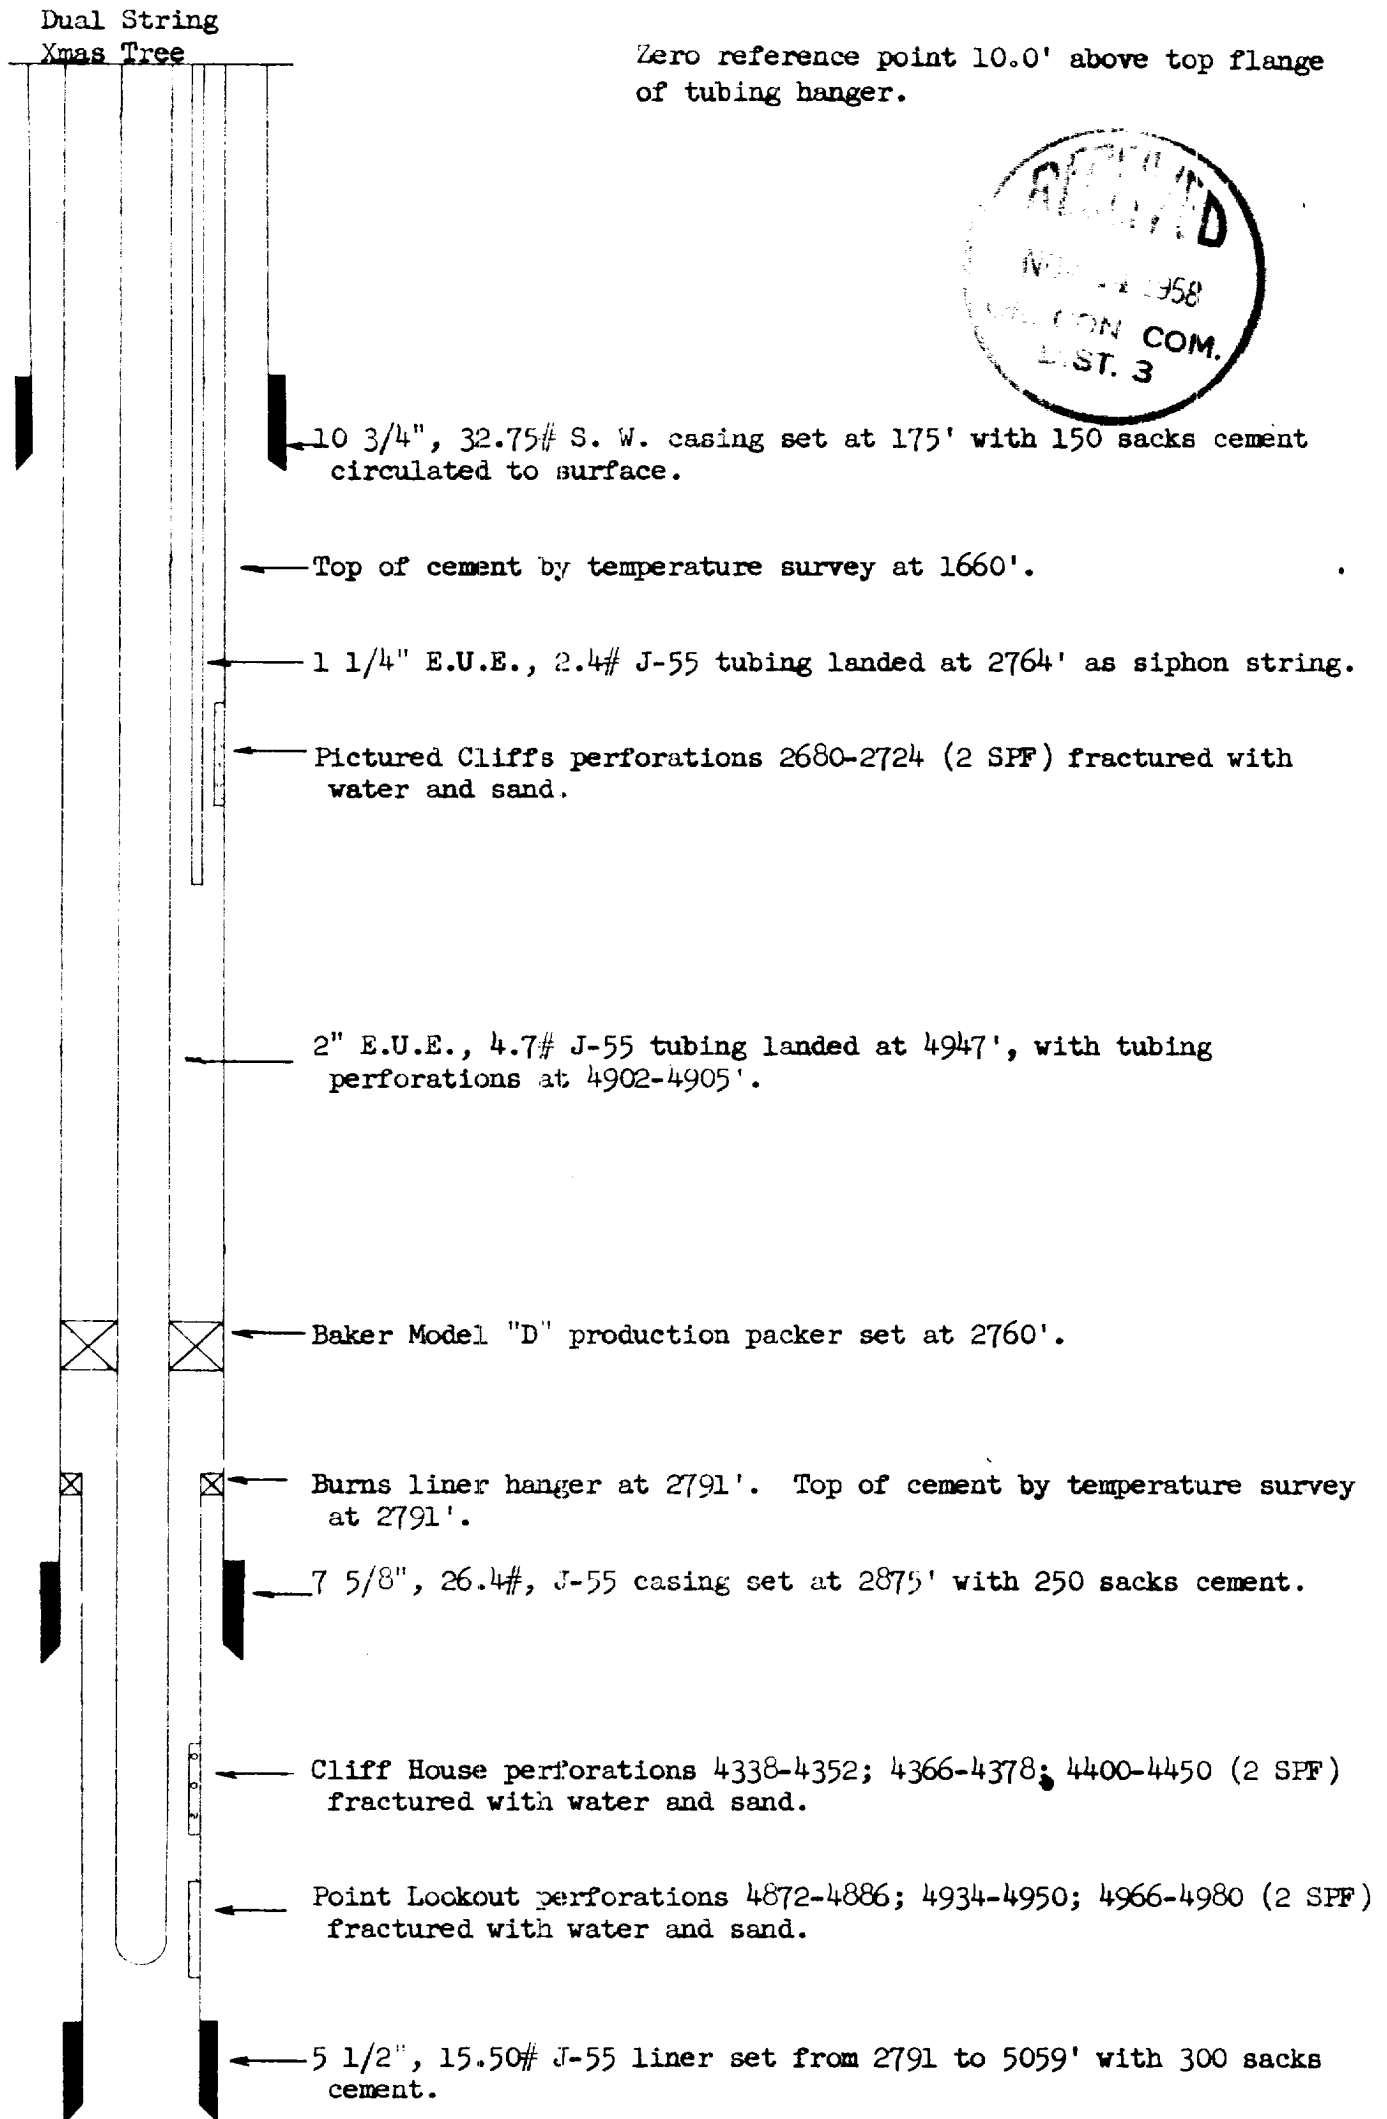 Dual String
Xmas Tree
Zero reference point 10.0' above top flange
of tubing hanger.
1958
CON COM.
DIST. 3
10 3/4", 32.75# S. W. casing set at 175' with 150 sacks cement
circulated to surface.
Top of cement by temperature survey at 1660'.
1 1/4" E.U.E., 2.4# J-55 tubing landed at 2764' as siphon string.
Pictured Cliffs perforations 2680-2724 (2 SPF) fractured with
water and sand.
2" E.U.E., 4.7# J-55 tubing landed at 4947', with tubing
perforations at 4902-4905'.
Baker Model "D" production packer set at 2760'.
Burns liner hanger at 2791'. Top of cement by temperature survey
at 2791'.
7 5/8", 26.4#, J-55 casing set at 2875' with 250 sacks cement.
Cliff House perforations 4338-4352; 4366-4378; 4400-4450 (2 SPF)
fractured with water and sand.
Point Lookout perforations 4872-4886; 4934-4950; 4966-4980 (2 SPF)
fractured with water and sand.
5 1/2", 15.50# J-55 liner set from 2791 to 5059' with 300 sacks
cement.